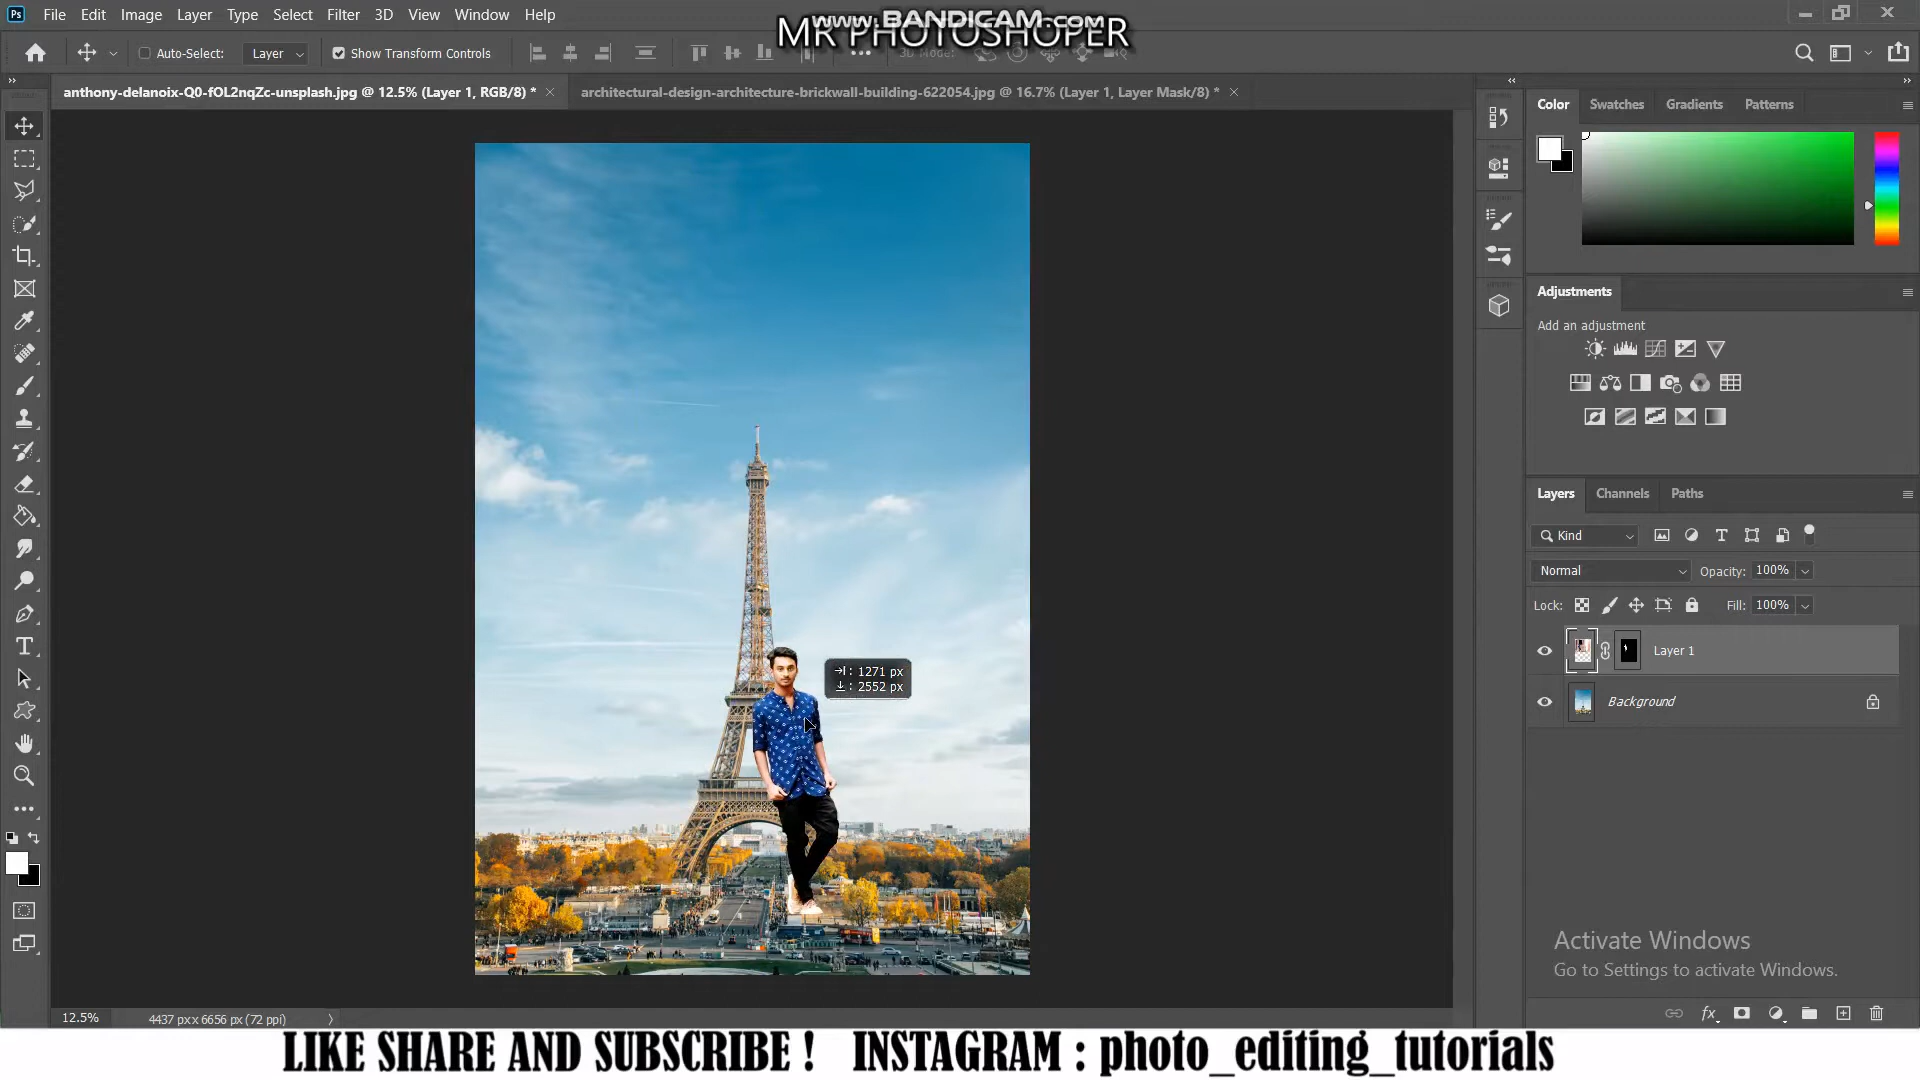 Ps File Edit Image Layer Type Select Filter 3D View Window Help
www.BANDICAM.com
MR PHOTOSHOPER
Auto-Select: Layer Show Transform Controls 3D Mode:
anthony-delanoix-Q0-fOL2nqZc-unsplash.jpg @ 12.5% (Layer 1, RGB/8) * architectural-design-architecture-brickwall-building-622054.jpg @ 16.7% (Layer 1, Layer Mask/8) *
Color Swatches Gradients Patterns
Adjustments
Add an adjustment
Layers Channels Paths
Kind
Normal Opacity: 100%
Lock: Fill: 100%
Layer 1
Background
: 1271 px
: 2552 px
Activate Windows
Go to Settings to activate Windows.
12.5% 4437 px x 6656 px (72 ppi)
LIKE SHARE AND SUBSCRIBE ! INSTAGRAM : photo_editing_tutorials